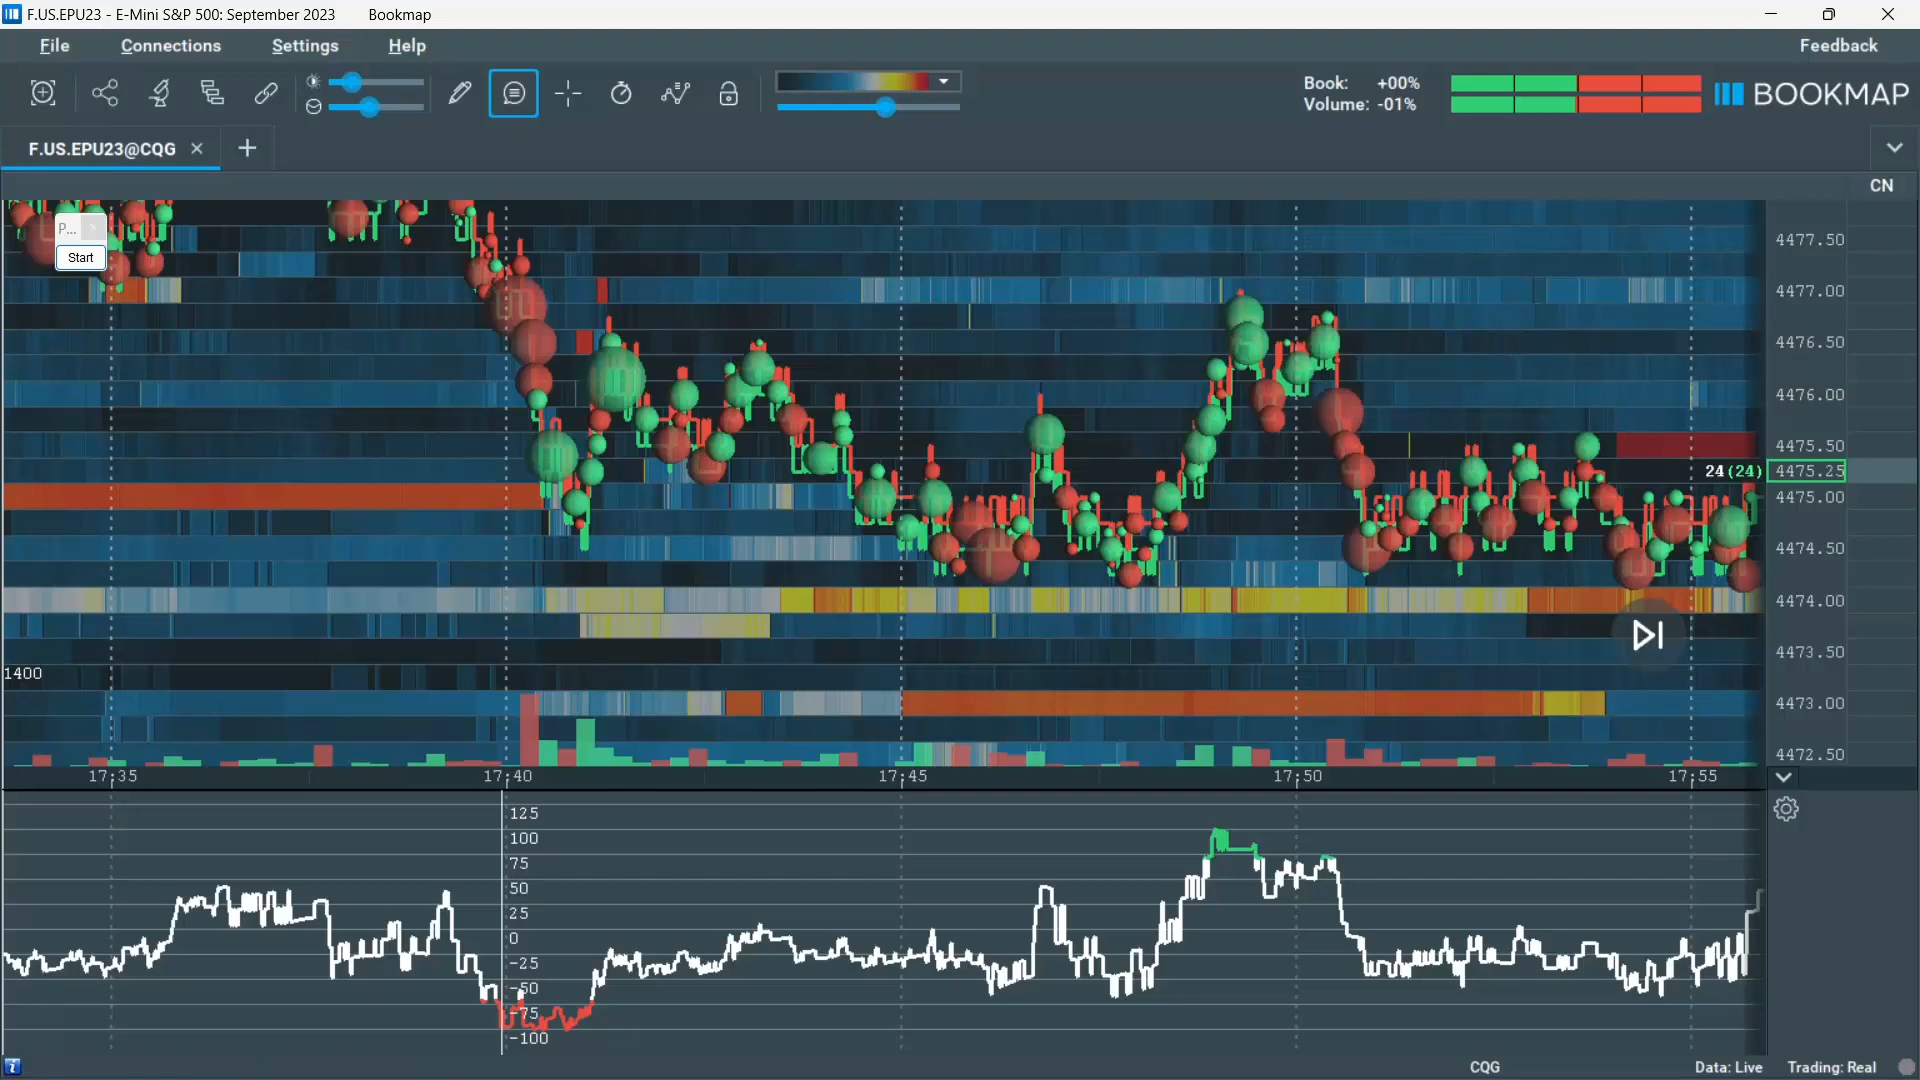 F.US.EPU23 - E-Mini S&P 500: September 2023 Bookmap
File Connections Settings Help Feedback
Book: +00%
Volume: -01%
BOOKMAP
F.US.EPU23@CQG
CN
P...
Start
4477.50
4477.00
4476.50
4476.00
4475.50
24(24) 4475.25
4475.00
4474.50
4474.00
4473.50
1400
4473.00
4472.50
17:35 17:40 17:45 17:50 17:55
125
100
75
50
25
0
-25
-50
-75
-100
CQG Data: Live Trading: Real